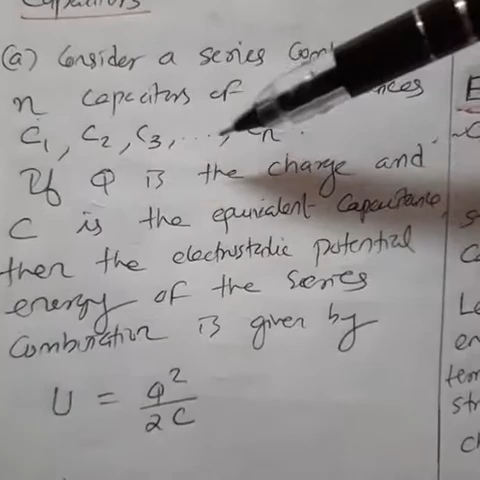 Capacitors
(a) Consider a series
n capacitors of
C1, C2, C3, ..., Cn.
If Q is the charge and
C is the equivalent capacitance,
then the electrostatic potential
energy of the series
combination is given by
U = Q²/2C